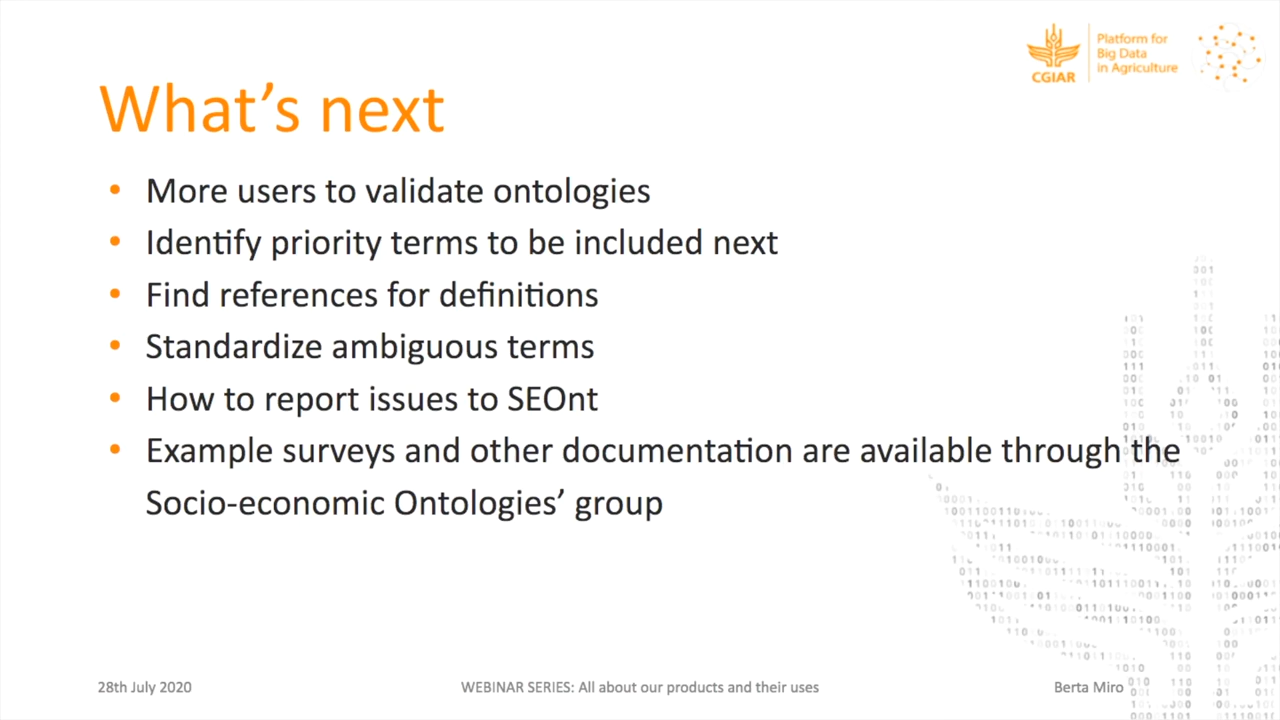 CGIAR
Platform for
Big Data
in Agriculture
What's next
• More users to validate ontologies
• Identify priority terms to be included next
• Find references for definitions
• Standardize ambiguous terms
• How to report issues to SEOnt
• Example surveys and other documentation are available through the
Socio-economic Ontologies' group
28th July 2020
WEBINAR SERIES: All about our products and their uses
Berta Miro